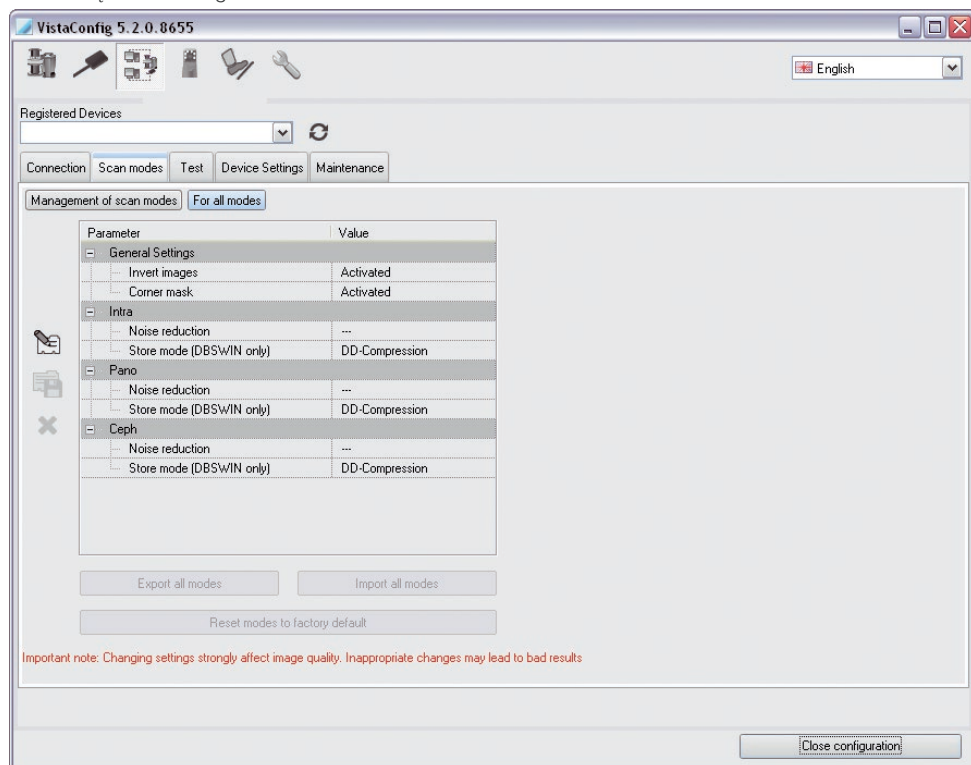 VistaConfig 5.2.0.8655
English
Registered Devices
Connection Scan modes Test Device Settings Maintenance
Management of scan modes For all modes
Parameter Value
General Settings
Invert images Activated
Corner mask Activated
Intra
Noise reduction ---
Store mode (DBSWIN only) DD-Compression
Pano
Noise reduction ---
Store mode (DBSWIN only) DD-Compression
Ceph
Noise reduction ---
Store mode (DBSWIN only) DD-Compression
Export all modes Import all modes
Reset modes to factory default
Important note: Changing settings strongly affect image quality. Inappropriate changes may lead to bad results
Close configuration